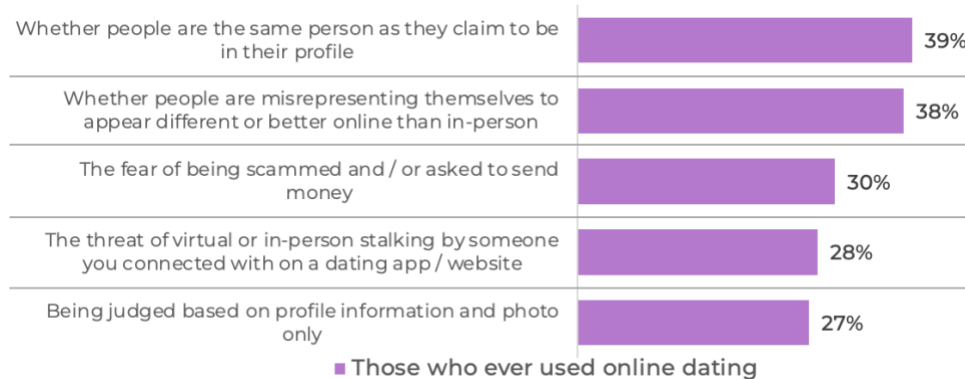 Whether people are the same person as they claim to be
in their profile
39%
Whether people are misrepresenting themselves to
appear different or better online than in-person
38%
The fear of being scammed and / or asked to send
money
30%
The threat of virtual or in-person stalking by someone
you connected with on a dating app / website
28%
Being judged based on profile information and photo
only
27%
Those who ever used online dating